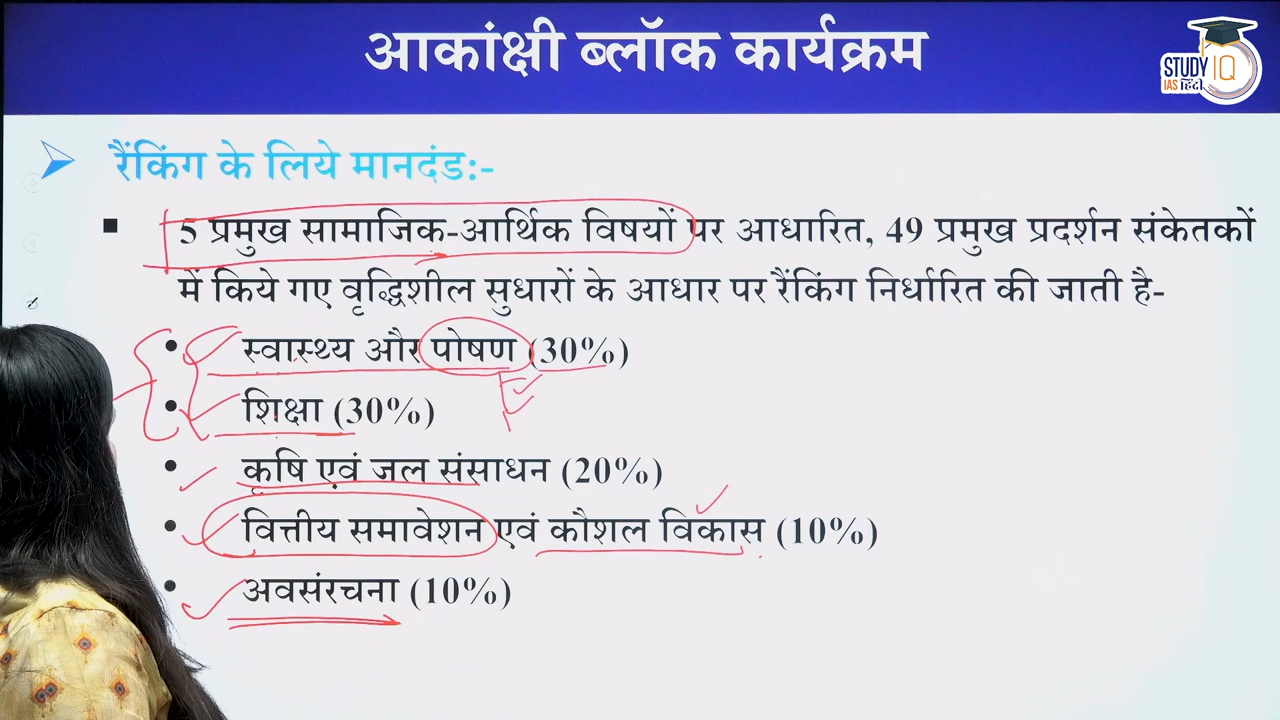 आकांक्षी ब्लॉक कार्यक्रम
STUDY IQ
IAS हिंदी
रैंकिंग के लिये मानदंड:-
5 प्रमुख सामाजिक-आर्थिक विषयों पर आधारित, 49 प्रमुख प्रदर्शन संकेतकों
में किये गए वृद्धिशील सुधारों के आधार पर रैंकिंग निर्धारित की जाती है-
स्वास्थ्य और पोषण (30%)
शिक्षा (30%)
कृषि एवं जल संसाधन (20%)
वित्तीय समावेशन एवं कौशल विकास (10%)
अवसंरचना (10%)